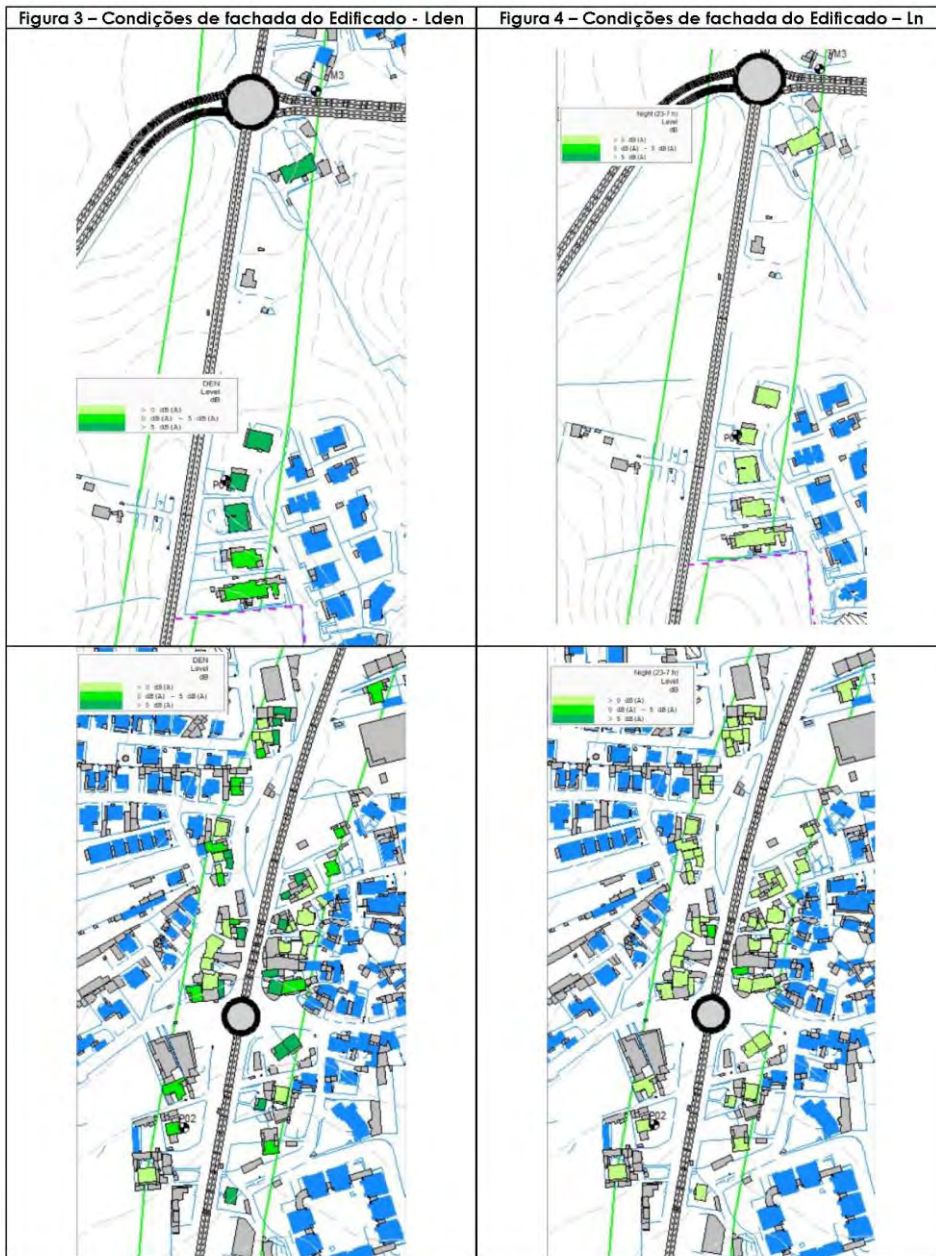 Figura 3 – Condições de fachada do Edificado - Lden
Figura 4 – Condições de fachada do Edificado – Ln
PM3
DEN
Level
dB
> 0 dB(A)
0 dB(A) - 5 dB(A)
> 5 dB(A)
PM3
Night (23-7 h)
Level
dB
> 0 dB(A)
0 dB(A) - 5 dB(A)
> 5 dB(A)
DEN
Level
dB
> 0 dB(A)
0 dB(A) - 5 dB(A)
> 5 dB(A)
P02
Night (23-7 h)
Level
dB
> 0 dB(A)
0 dB(A) - 5 dB(A)
> 5 dB(A)
P02